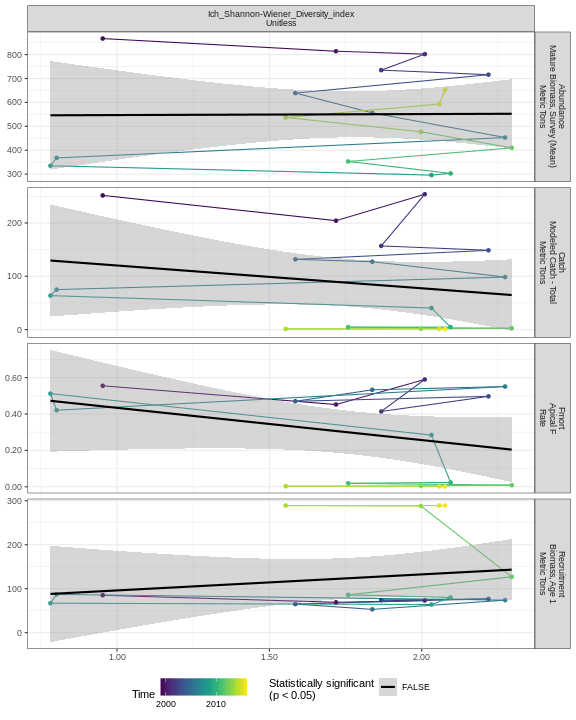 Ich_Shannon-Wiener_Diversity_index
Unitless
800
700
600
500
400
300
Abundance
Mature Biomass, Survey (Mean)
Metric Tons
200
100
0
Catch
Modeled Catch - Total
Metric Tons
0.60
0.40
0.20
0.00
Fmort
Apical F
Rate
300
200
100
0
Recruitment
Biomass, Age 1
Metric Tons
1.00
1.50
2.00
Time
2000
2010
Statistically significant
(p < 0.05)
FALSE